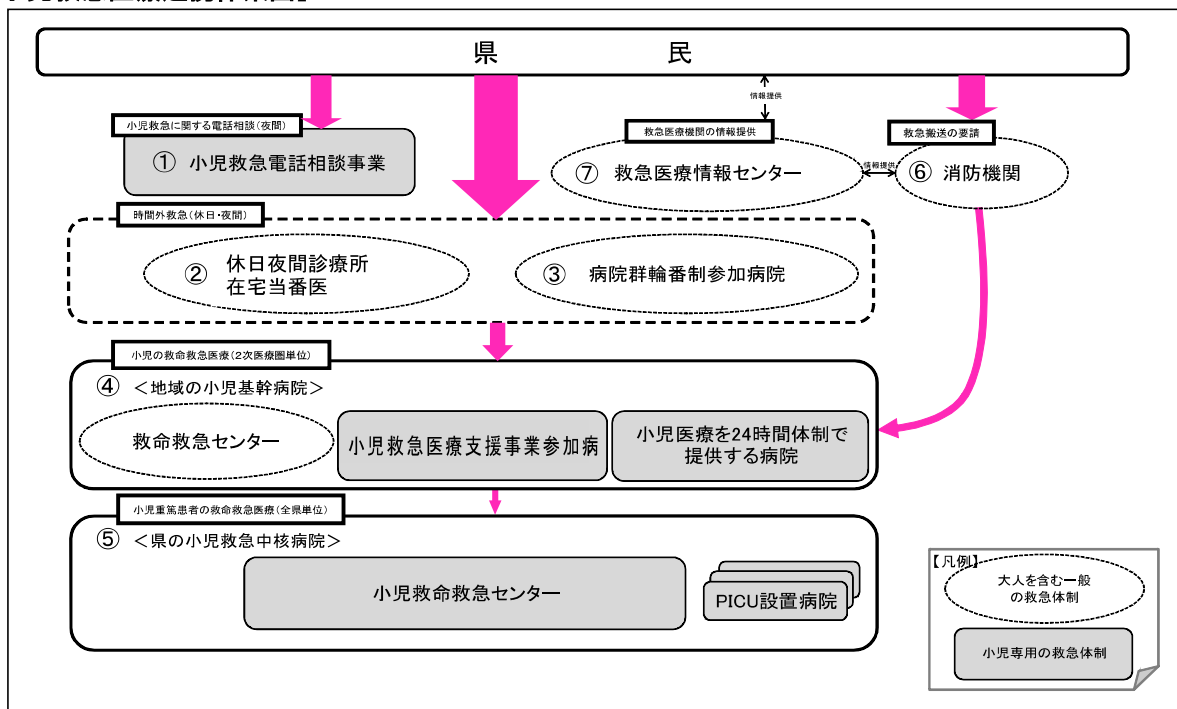 県　民
情報提供
小児救急に関する電話相談（夜間）
① 小児救急電話相談事業
救急医療機関の情報提供
⑦ 救急医療情報センター
情報提供
救急搬送の要請
⑥ 消防機関
時間外救急（休日・夜間）
② 休日夜間診療所
在宅当番医
③ 病院群輪番制参加病院
小児の救命救急医療（2次医療圏単位）
④ ＜地域の小児基幹病院＞
救命救急センター
小児救急医療支援事業参加病
小児医療を24時間体制で
提供する病院
小児重篤患者の救命救急医療（全県単位）
⑤ ＜県の小児救急中核病院＞
小児救命救急センター
PICU設置病院
【凡例】
大人を含む一般
の救急体制
小児専用の救急体制